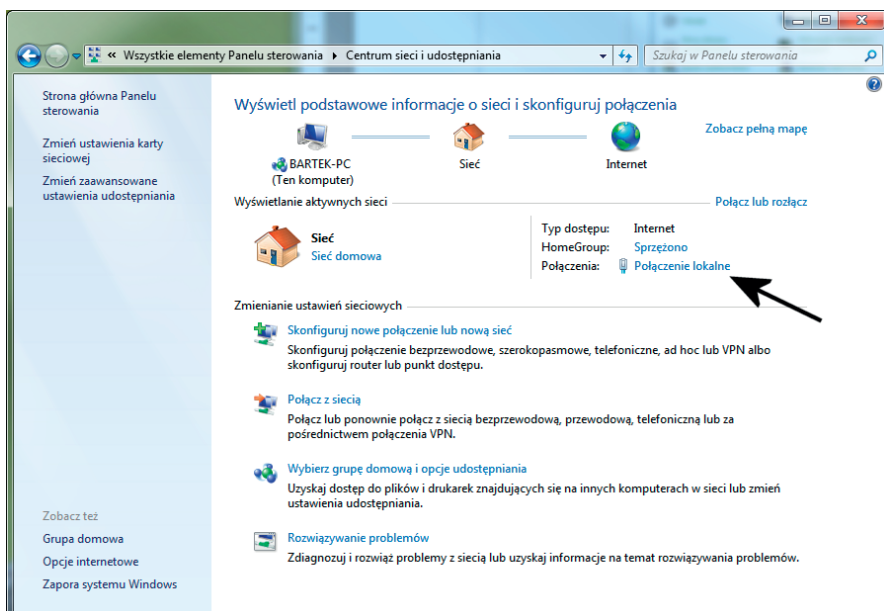 « Wszystkie elementy Panelu sterowania ▸ Centrum sieci i udostępniania
Szukaj w Panelu sterowania
Strona główna Panelu
sterowania
Zmień ustawienia karty
sieciowej
Zmień zaawansowane
ustawienia udostępniania
Wyświetl podstawowe informacje o sieci i skonfiguruj połączenia
Zobacz pełną mapę
BARTEK-PC
(Ten komputer)
Sieć
Internet
Wyświetlanie aktywnych sieci
Połącz lub rozłącz
Sieć
Sieć domowa
Typ dostępu: Internet
HomeGroup: Sprzężono
Połączenia: Połączenie lokalne
Zmienianie ustawień sieciowych
Skonfiguruj nowe połączenie lub nową sieć
Skonfiguruj połączenie bezprzewodowe, szerokopasmowe, telefoniczne, ad hoc lub VPN albo
skonfiguruj router lub punkt dostępu.
Połącz z siecią
Połącz lub ponownie połącz z siecią bezprzewodową, przewodową, telefoniczną lub za
pośrednictwem połączenia VPN.
Wybierz grupę domową i opcje udostępniania
Uzyskaj dostęp do plików i drukarek znajdujących się na innych komputerach w sieci lub zmień
ustawienia udostępniania.
Rozwiązywanie problemów
Zdiagnozuj i rozwiąż problemy z siecią lub uzyskaj informacje na temat rozwiązywania problemów.
Zobacz też
Grupa domowa
Opcje internetowe
Zapora systemu Windows